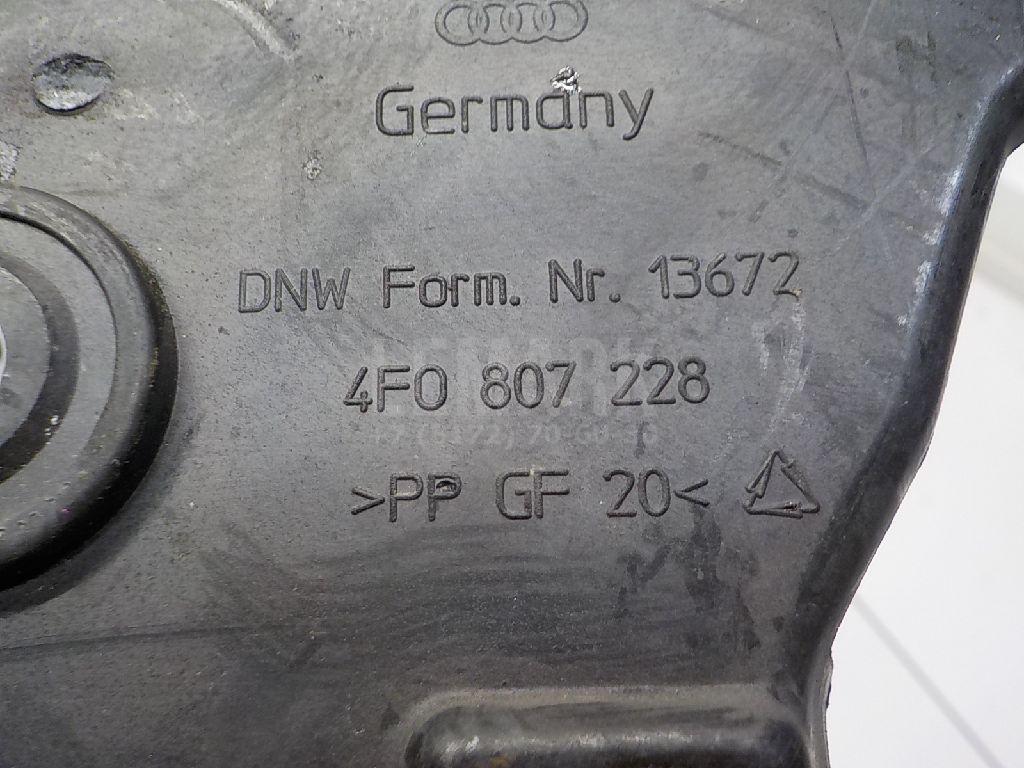 Germany
DNW Form. Nr. 13672
4F0 807 228
>PP GF 20<